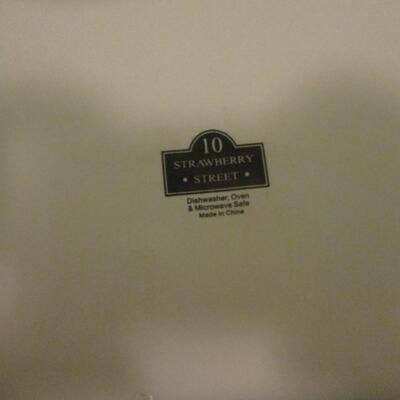 10
STRAWBERRY
• STREET •
Dishwasher, Oven
& Microwave Safe
Made in China